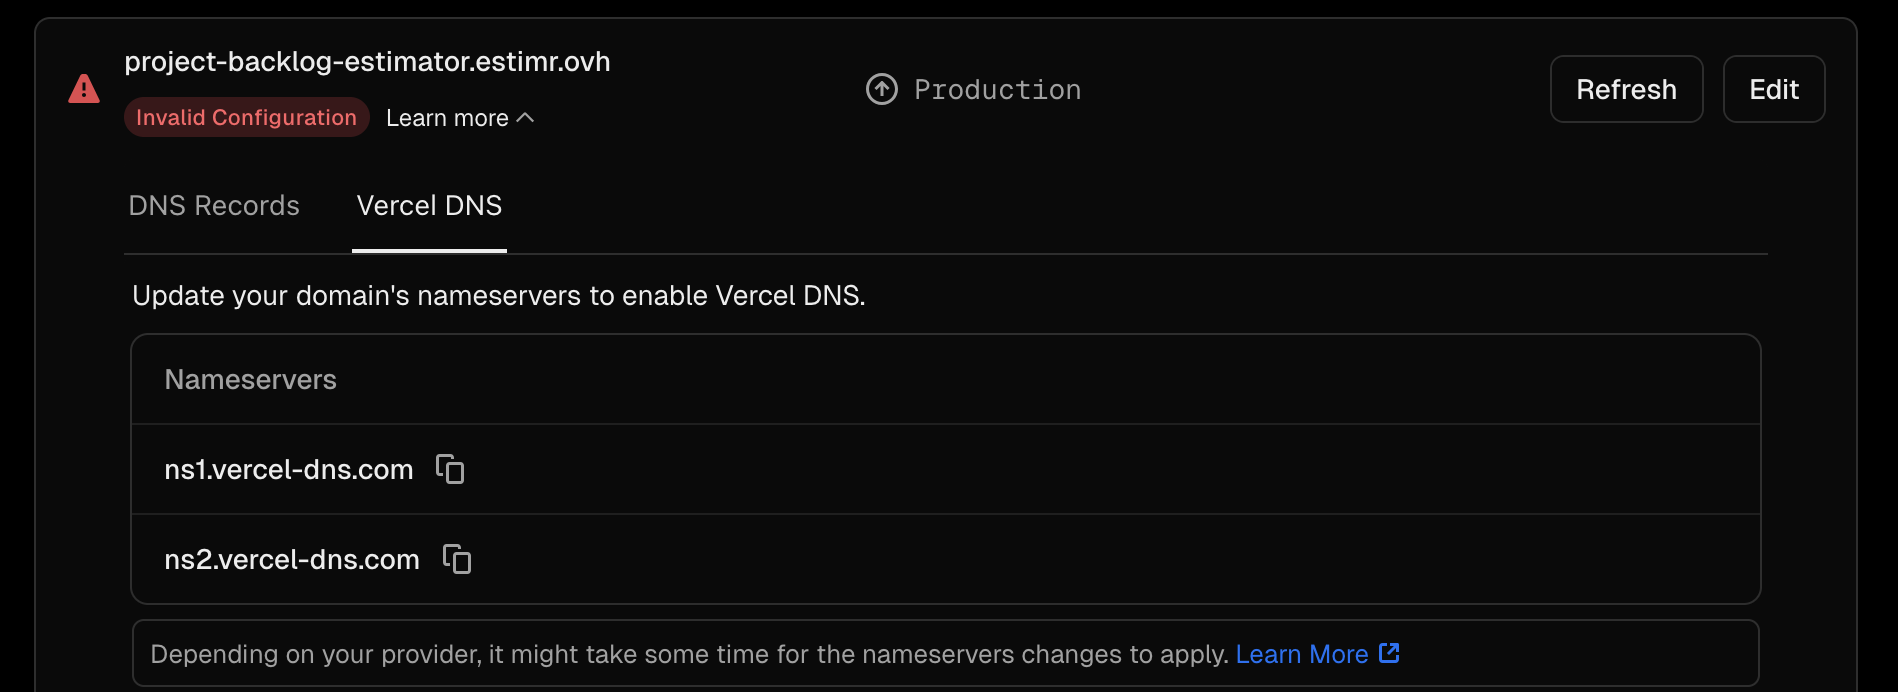 project-backlog-estimator.estimr.ovh
Invalid Configuration Learn more
Production
Refresh
Edit
DNS Records Vercel DNS
Update your domain's nameservers to enable Vercel DNS.
Nameservers
ns1.vercel-dns.com
ns2.vercel-dns.com
Depending on your provider, it might take some time for the nameservers changes to apply. Learn More